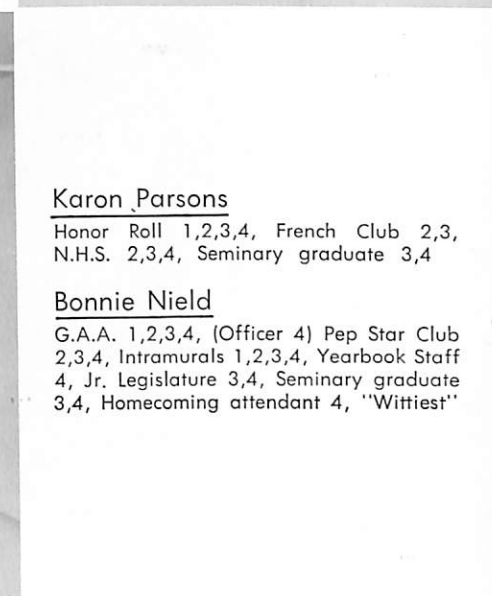 Karon Parsons
Honor Roll 1,2,3,4, French Club 2,3,
N.H.S. 2,3,4, Seminary graduate 3,4
Bonnie Nield
G.A.A. 1,2,3,4, (Officer 4) Pep Star Club
2,3,4, Intramurals 1,2,3,4, Yearbook Staff
4, Jr. Legislature 3,4, Seminary graduate
3,4, Homecoming attendant 4, "Wittiest"